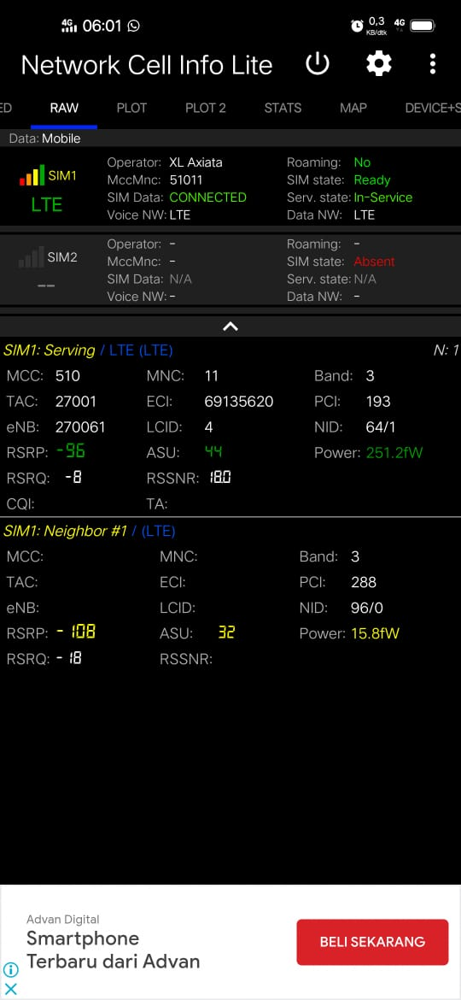 4G 06:01 0,3 KB/dtk 4G
Network Cell Info Lite
ED RAW PLOT PLOT 2 STATS MAP DEVICE+S
Data: Mobile
SIM1 LTE
Operator: XL Axiata Roaming: No
MccMnc: 51011 SIM state: Ready
SIM Data: CONNECTED Serv. state: In-Service
Voice NW: LTE Data NW: LTE
SIM2 --
Operator: - Roaming: -
MccMnc: - SIM state: Absent
SIM Data: N/A Serv. state: N/A
Voice NW: - Data NW: -
SIM1: Serving / LTE (LTE) N: 1
MCC: 510 MNC: 11 Band: 3
TAC: 27001 ECI: 69135620 PCI: 193
eNB: 270061 LCID: 4 NID: 64/1
RSRP: -96 ASU: 44 Power: 251.2fW
RSRQ: -8 RSSNR: 18.0
CQI: TA:
SIM1: Neighbor #1 / (LTE)
MCC: MNC: Band: 3
TAC: ECI: PCI: 288
eNB: LCID: NID: 96/0
RSRP: -108 ASU: 32 Power: 15.8fW
RSRQ: -18 RSSNR:
Advan Digital
Smartphone
Terbaru dari Advan
BELI SEKARANG